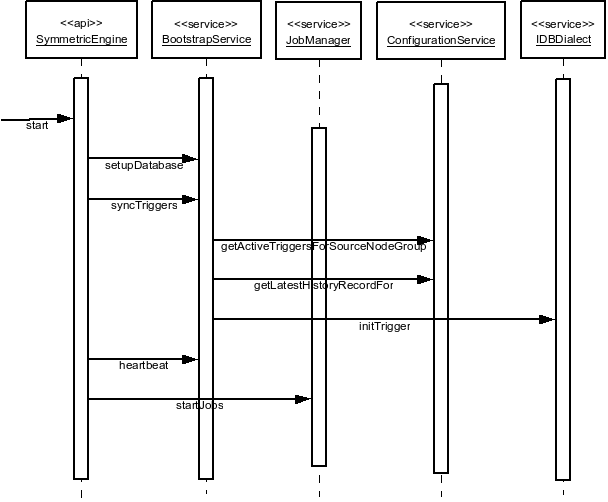 <<api>>
SymmetricEngine
<<service>>
BootstrapService
<<service>>
JobManager
<<service>>
ConfigurationService
<<service>>
IDBDialect
start
setupDatabase
syncTriggers
getActiveTriggersForSourceNodeGroup
getLatestHistoryRecordFor
initTrigger
heartbeat
startJobs